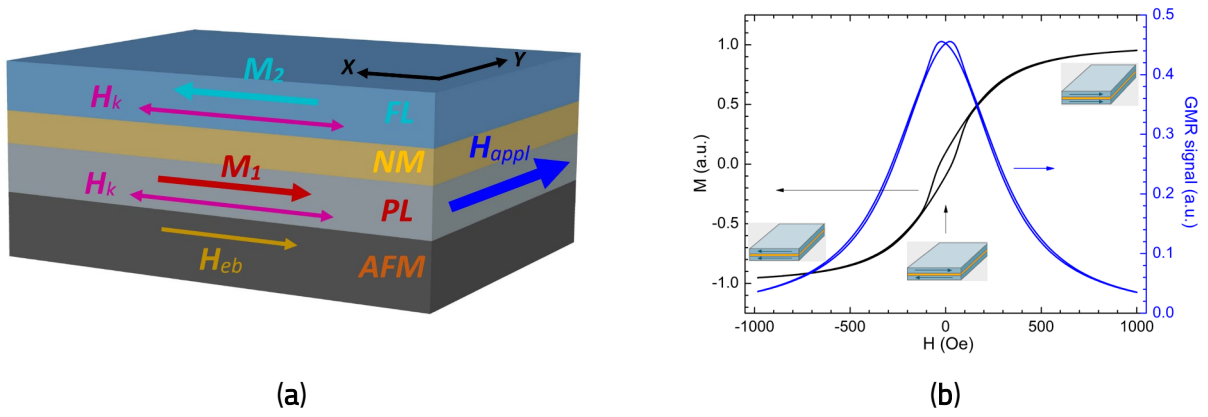 X
Y
M2
Hk
FL
NM
Happl
M1
Hk
PL
Heb
AFM
(a)
M (a.u.)
1.0
0.5
0.0
-0.5
-1.0
-1000
-500
0
500
1000
H (Oe)
0.5
0.4
0.3
0.2
0.1
0.0
GMR signal (a.u.)
(b)